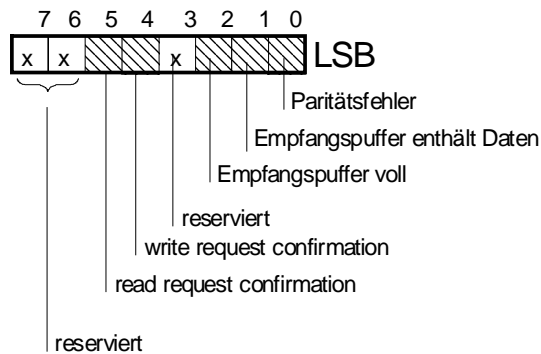 7 6 5 4 3 2 1 0
x x x LSB
Paritätsfehler
Empfangspuffer enthält Daten
Empfangspuffer voll
reserviert
write request confirmation
read request confirmation
reserviert